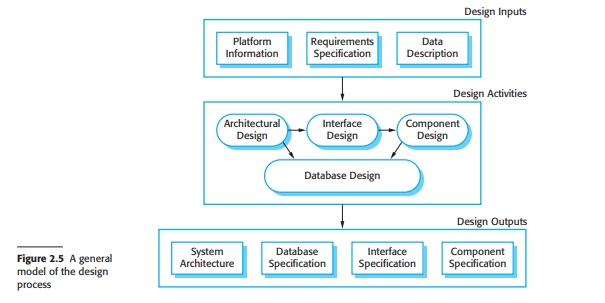 Design Inputs
Platform
Information
Requirements
Specification
Data
Description
Design Activities
Architectural
Design
Interface
Design
Component
Design
Database Design
Design Outputs
System
Architecture
Database
Specification
Interface
Specification
Component
Specification
Figure 2.5 A general
model of the design
process